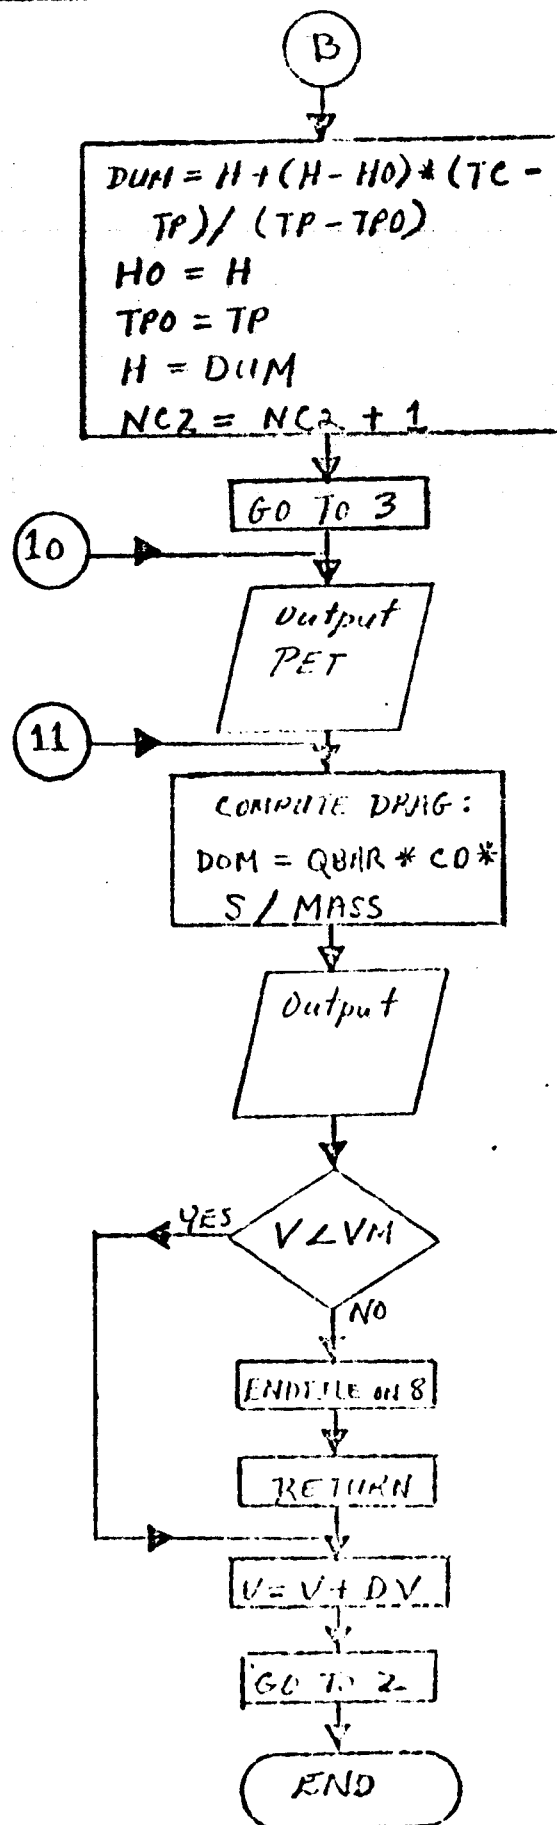 B
DUM = H + (H - HO) * (TC -
TP) / (TP - TPO)
HO = H
TPO = TP
H = DUM
NC2 = NC2 + 1
GO TO 3
10
Output
PET
11
COMPUTE DRAG:
DOM = QBAR * CD *
S / MASS
Output
YES
V < VM
NO
ENDFILE ON 8
RETURN
V = V + DV
GO TO 2
END